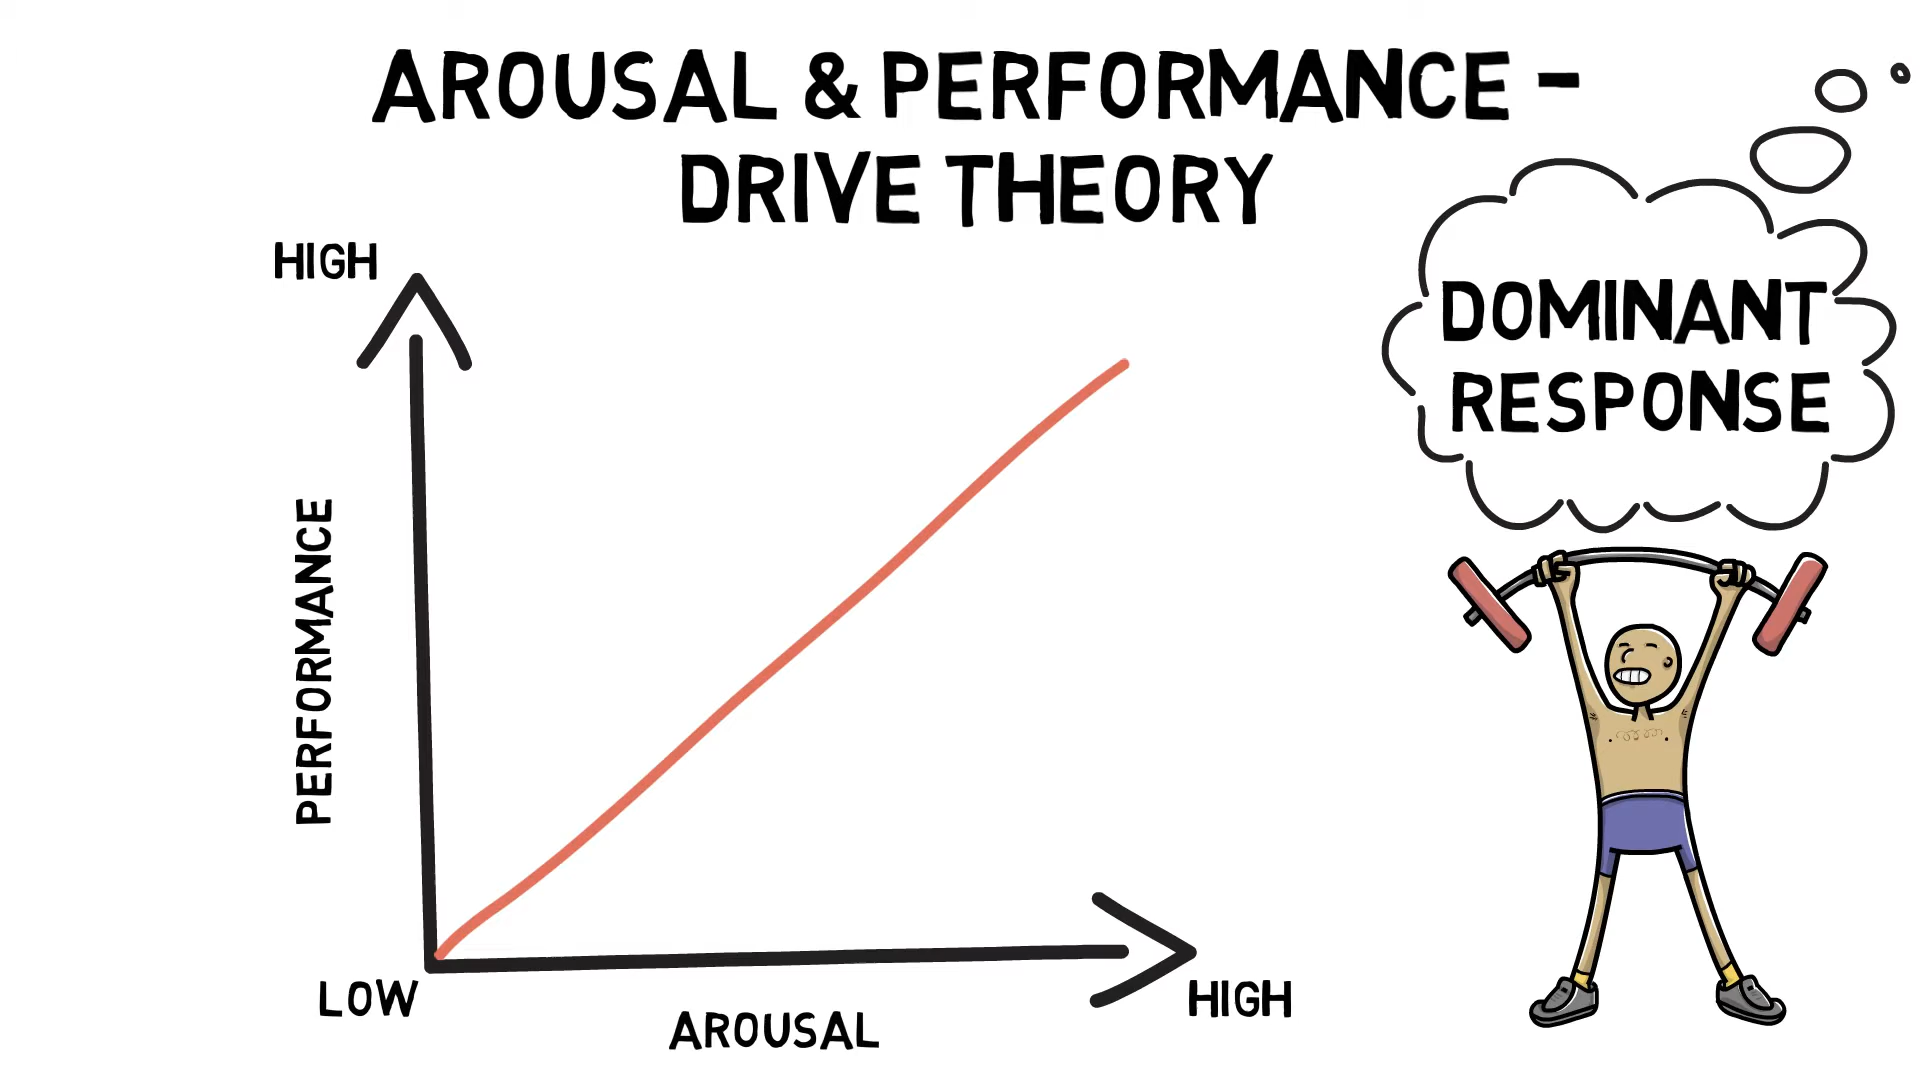 AROUSAL & PERFORMANCE -
DRIVE THEORY
HIGH
DOMINANT
RESPONSE
PERFORMANCE
LOW
AROUSAL
HIGH